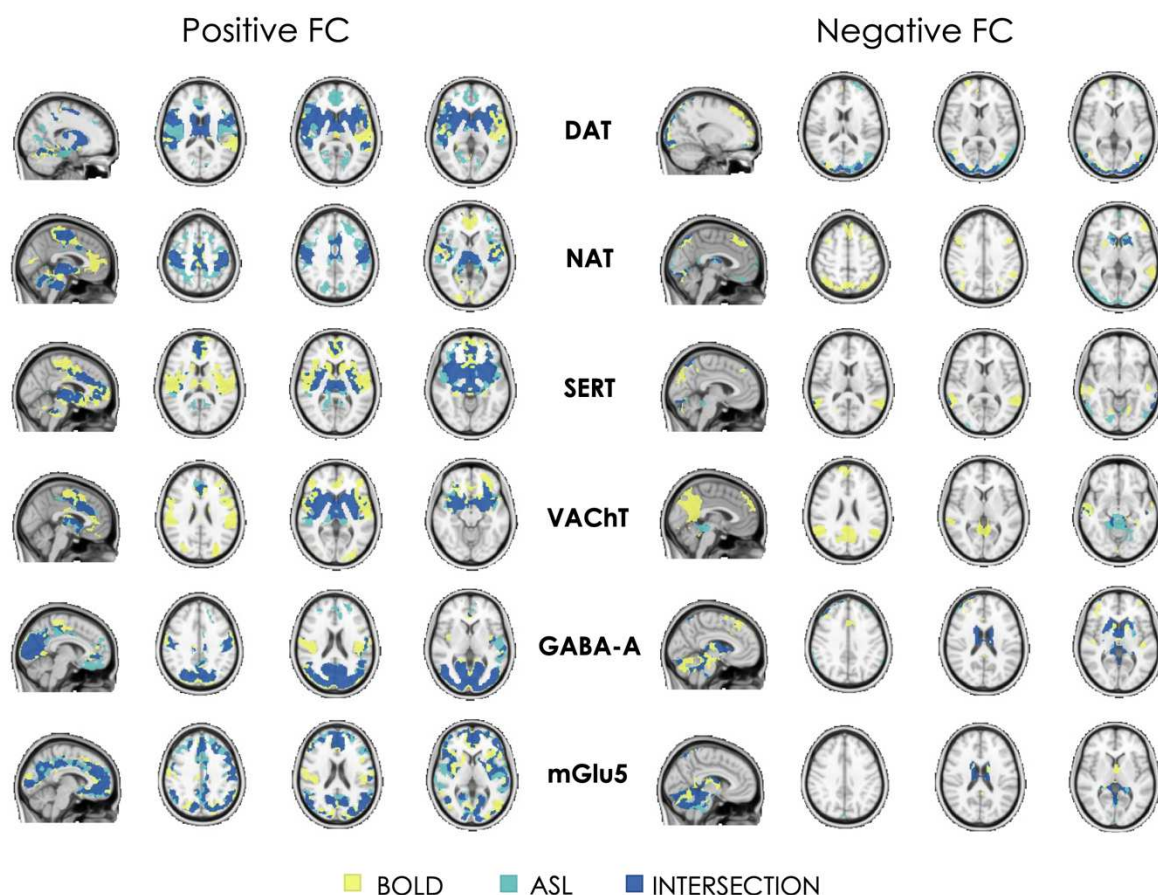 Positive FC
Negative FC
DAT
NAT
SERT
VAChT
GABA-A
mGlu5
BOLD ASL INTERSECTION